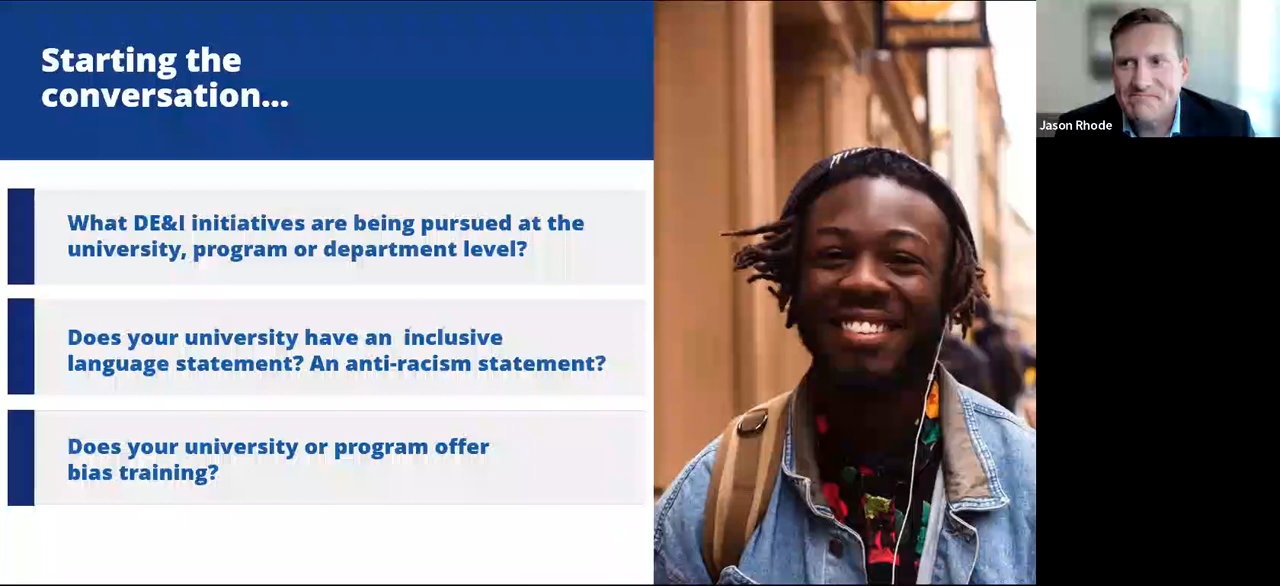 Starting the
conversation...
What DE&I initiatives are being pursued at the
university, program or department level?
Does your university have an  inclusive
language statement? An anti-racism statement?
Does your university or program offer
bias training?
Jason Rhode